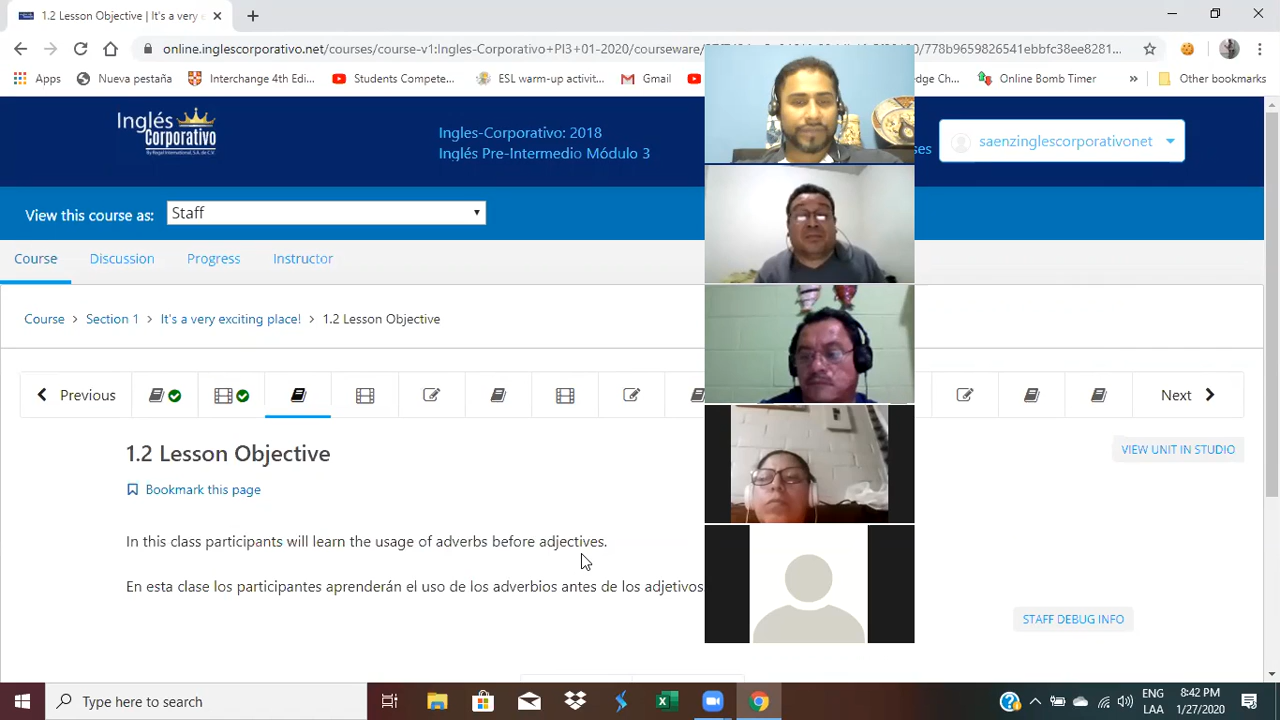 1.2 Lesson Objective | It's a very e
online.inglescorporativo.net/courses/course-v1:Ingles-Corporativo+PI3+01-2020/courseware/
778b9659826541ebbfc38ee8281...
Apps
Nueva pestaña
Interchange 4th Edi...
Students Compete...
ESL warm-up activit...
Gmail
Online Bomb Timer
»
Other bookmarks
Inglés
Corporativo
By Regal International, S.A. de C.V.
Ingles-Corporativo: 2018
Inglés Pre-Intermedio Módulo 3
saenzinglescorporativonet
View this course as:
Staff
Course
Discussion
Progress
Instructor
Course > Section 1 > It's a very exciting place! > 1.2 Lesson Objective
Previous
Next
1.2 Lesson Objective
VIEW UNIT IN STUDIO
Bookmark this page
In this class participants will learn the usage of adverbs before adjectives.
En esta clase los participantes aprenderán el uso de los adverbios antes de los adjetivos
STAFF DEBUG INFO
Type here to search
ENG
LAA
8:42 PM
1/27/2020